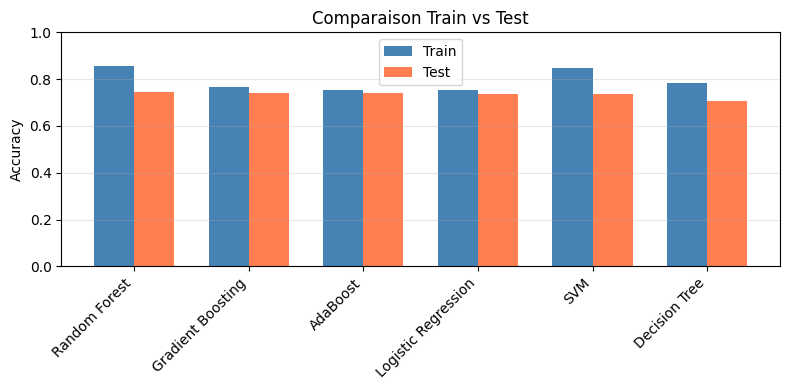 Comparaison Train vs Test
Train
Test
Accuracy
1.0
0.8
0.6
0.4
0.2
0.0
Random Forest
Gradient Boosting
AdaBoost
Logistic Regression
SVM
Decision Tree